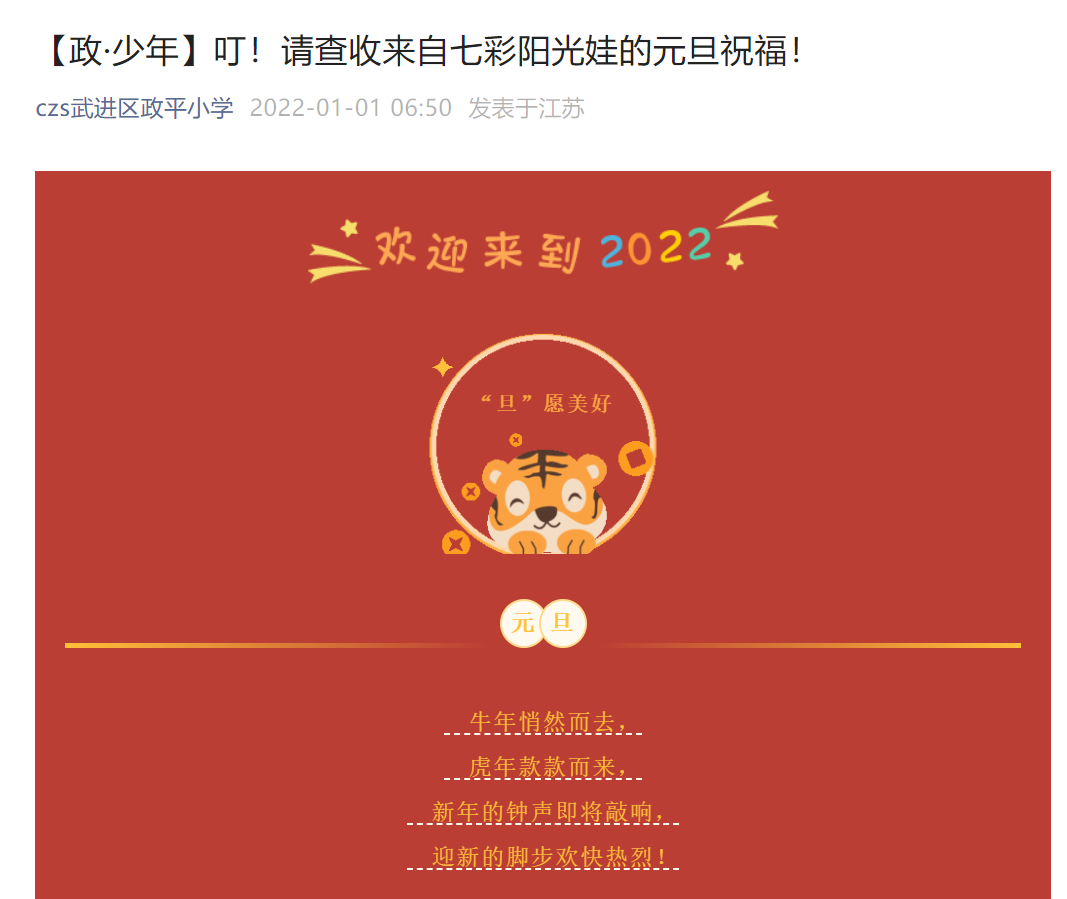 【政·少年】叮！请查收来自七彩阳光娃的元旦祝福！
czs武进区政平小学 2022-01-01 06:50 发表于江苏
欢迎来到2022
“旦”愿美好
元旦
牛年悄然而去，
虎年款款而来，
新年的钟声即将敲响，
迎新的脚步欢快热烈！